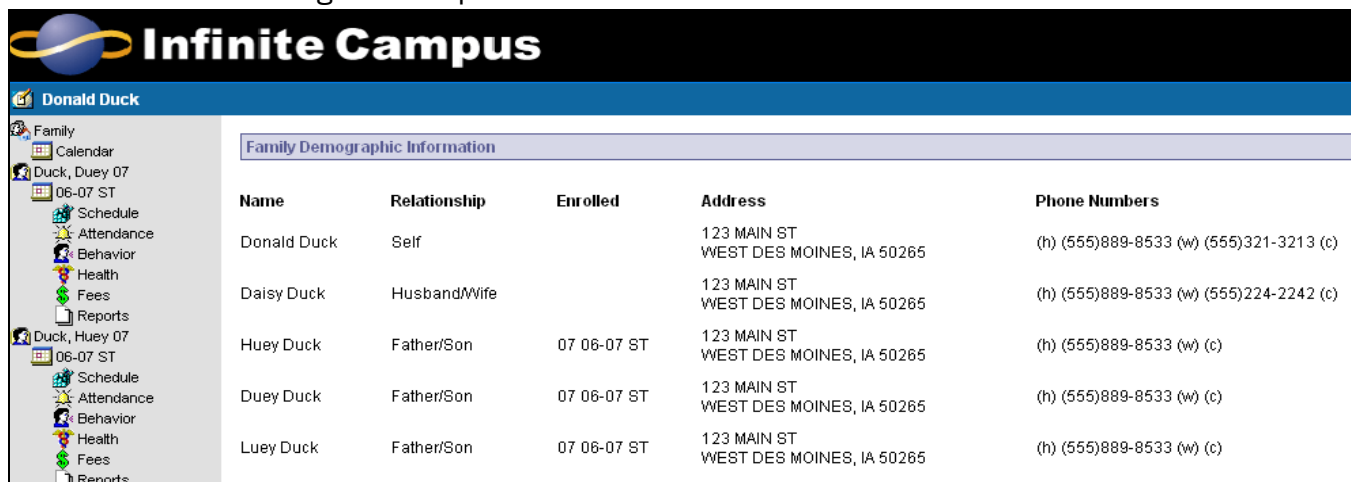 Infinite Campus
Donald Duck
Family
Calendar
Duck, Duey 07
06-07 ST
Schedule
Attendance
Behavior
Health
Fees
Reports
Duck, Huey 07
06-07 ST
Schedule
Attendance
Behavior
Health
Fees
Reports
Family Demographic Information
Name Relationship Enrolled Address Phone Numbers
Donald Duck Self 123 MAIN ST
WEST DES MOINES, IA 50265 (h) (555)889-8533 (w) (555)321-3213 (c)
Daisy Duck Husband/Wife 123 MAIN ST
WEST DES MOINES, IA 50265 (h) (555)889-8533 (w) (555)224-2242 (c)
Huey Duck Father/Son 07 06-07 ST 123 MAIN ST
WEST DES MOINES, IA 50265 (h) (555)889-8533 (w) (c)
Duey Duck Father/Son 07 06-07 ST 123 MAIN ST
WEST DES MOINES, IA 50265 (h) (555)889-8533 (w) (c)
Luey Duck Father/Son 07 06-07 ST 123 MAIN ST
WEST DES MOINES, IA 50265 (h) (555)889-8533 (w) (c)